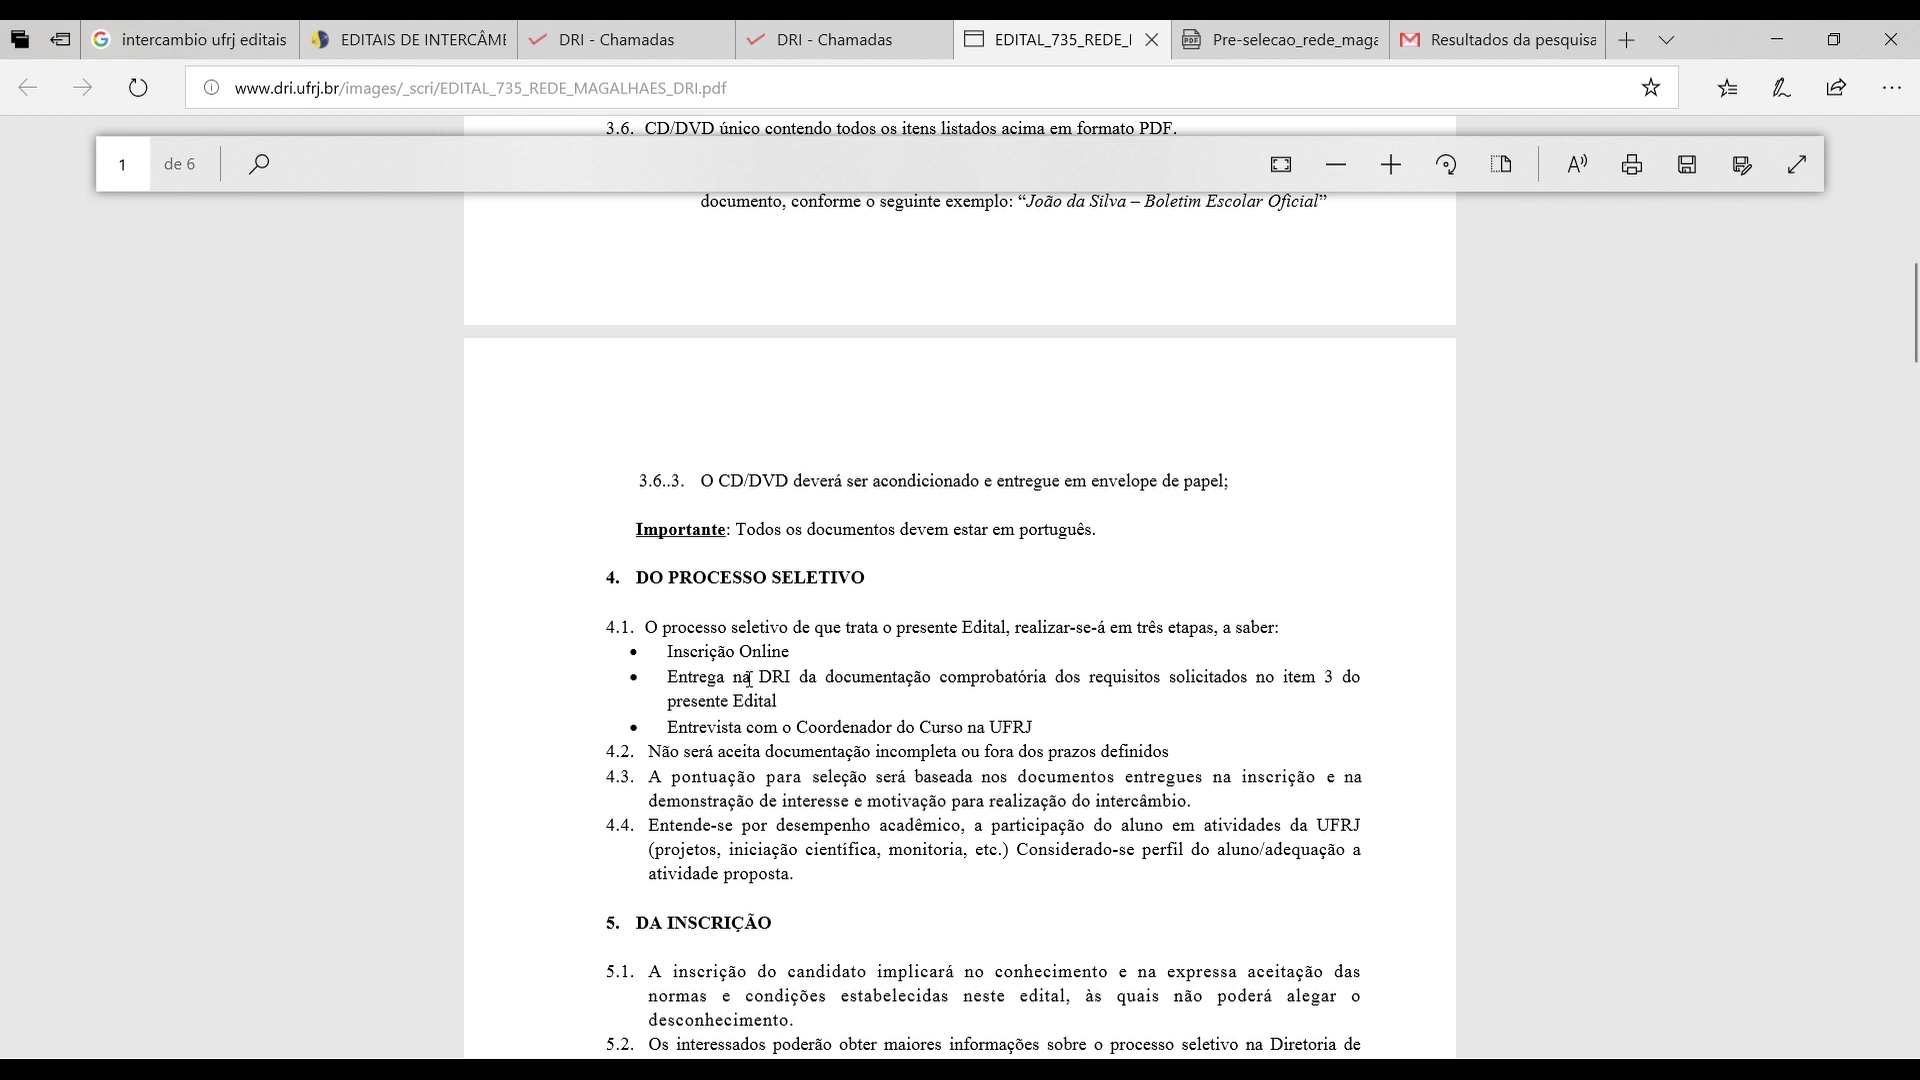 intercambio ufrj editais
EDITAIS DE INTERCÂM
DRI - Chamadas
DRI - Chamadas
EDITAL_735_REDE_
Pre-selecao_rede_maga
Resultados da pesquisa
www.dri.ufrj.br/images/_scri/EDITAL_735_REDE_MAGALHAES_DRI.pdf
3.6. CD/DVD único contendo todos os itens listados acima em formato PDF.
1 de 6
documento, conforme o seguinte exemplo: “João da Silva – Boletim Escolar Oficial”
3.6..3. O CD/DVD deverá ser acondicionado e entregue em envelope de papel;
Importante: Todos os documentos devem estar em português.
4. DO PROCESSO SELETIVO
4.1. O processo seletivo de que trata o presente Edital, realizar-se-á em três etapas, a saber:
• Inscrição Online
• Entrega na DRI da documentação comprobatória dos requisitos solicitados no item 3 do
presente Edital
• Entrevista com o Coordenador do Curso na UFRJ
4.2. Não será aceita documentação incompleta ou fora dos prazos definidos
4.3. A pontuação para seleção será baseada nos documentos entregues na inscrição e na
demonstração de interesse e motivação para realização do intercâmbio.
4.4. Entende-se por desempenho acadêmico, a participação do aluno em atividades da UFRJ
(projetos, iniciação científica, monitoria, etc.) Considerado-se perfil do aluno/adequação a
atividade proposta.
5. DA INSCRIÇÃO
5.1. A inscrição do candidato implicará no conhecimento e na expressa aceitação das
normas e condições estabelecidas neste edital, às quais não poderá alegar o
desconhecimento.
5.2. Os interessados poderão obter maiores informações sobre o processo seletivo na Diretoria de